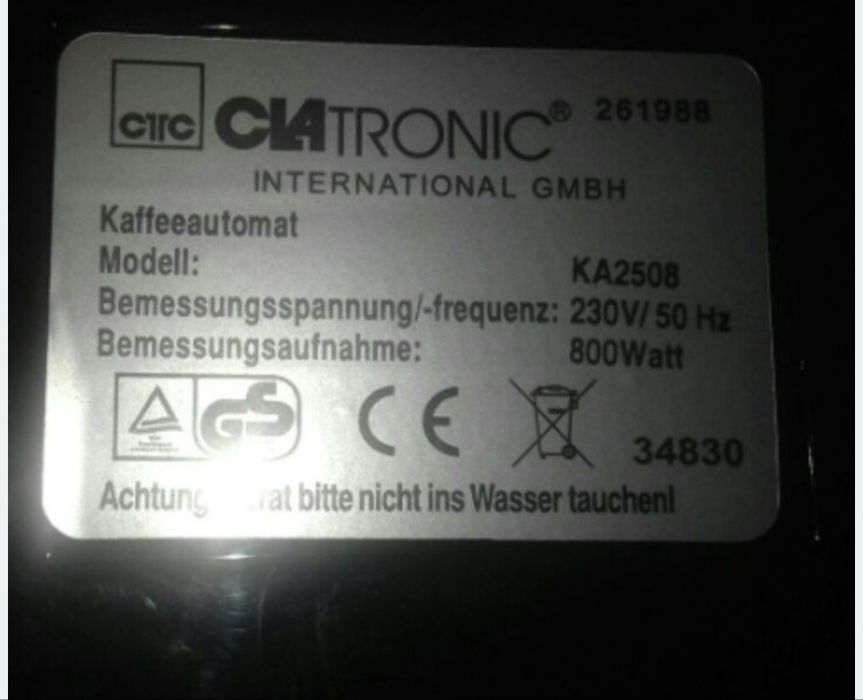 CTC CLATRONIC® 261988
INTERNATIONAL GMBH
Kaffeeautomat
Modell: KA2508
Bemessungsspannung/-frequenz: 230V/ 50 Hz
Bemessungsaufnahme: 800Watt
GS CE 34830
Achtung bitte nicht ins Wasser tauchen!